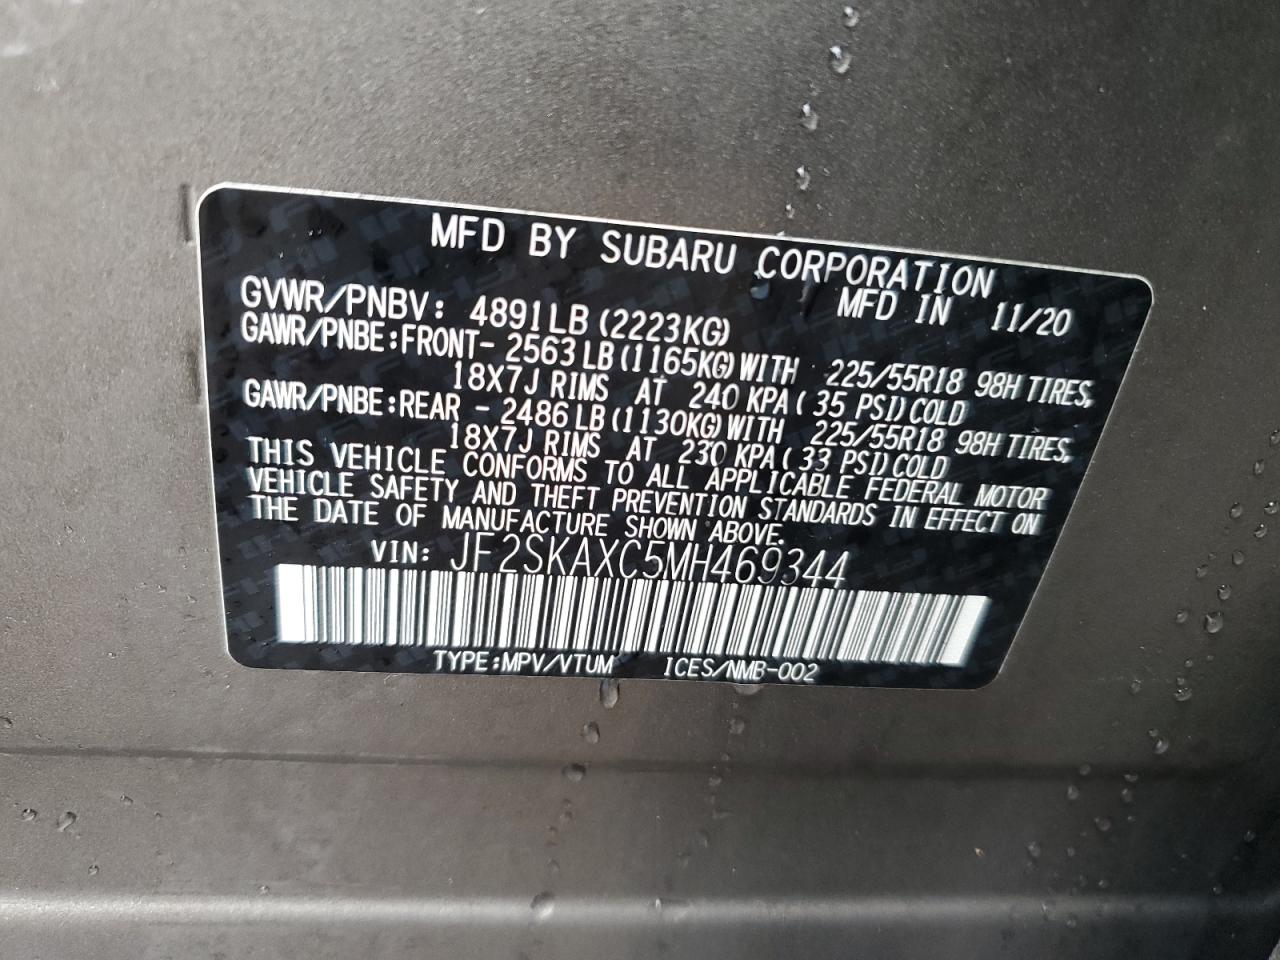 MFD BY SUBARU CORPORATION
MFD IN 11/20
GVWR/PNBV: 4891LB (2223KG)
GAWR/PNBE:FRONT- 2563LB(1165KG)WITH 225/55R18 98H TIRES,
18X7J RIMS AT 240 KPA( 35 PSI)COLD
GAWR/PNBE:REAR - 2486LB(1130KG)WITH 225/55R18 98H TIRES,
18X7J RIMS AT 230 KPA(33 PSI)COLD
THIS VEHICLE CONFORMS TO ALL APPLICABLE FEDERAL MOTOR
VEHICLE SAFETY AND THEFT PREVENTION STANDARDS IN EFFECT ON
THE DATE OF MANUFACTURE SHOWN ABOVE.
VIN: JF2SKAXC5MH469344
TYPE:MPV/VTUM ICES/NMB-002